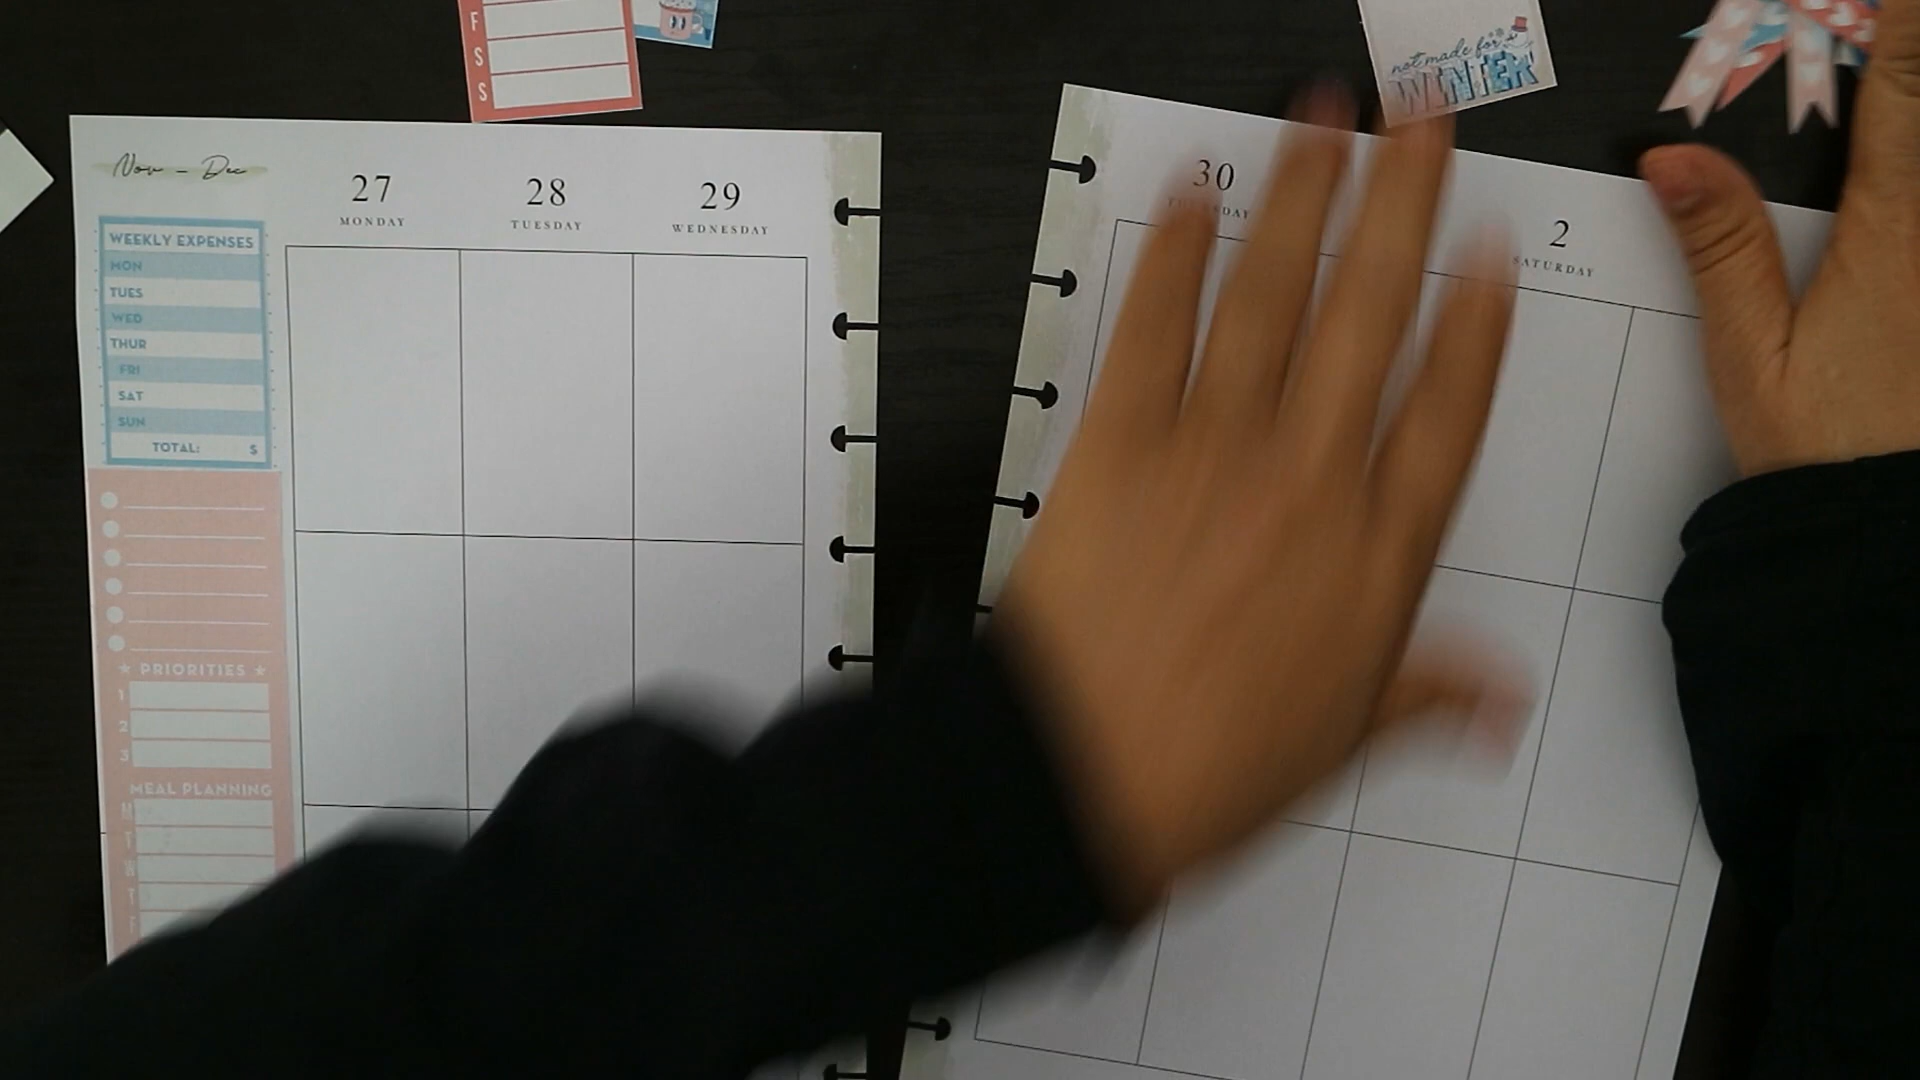 F
S
S
not made for
WINTER
Nov - Dec
27
MONDAY
28
TUESDAY
29
WEDNESDAY
30
2
SATURDAY
WEEKLY EXPENSES
MON
TUES
WED
THUR
FRI
SAT
SUN
TOTAL: $
★ PRIORITIES ★
1
2
3
MEAL PLANNING
M
T
W
T
F